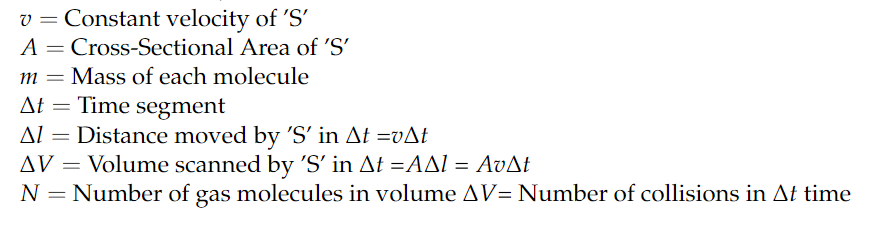 v = Constant velocity of ’S’
A = Cross-Sectional Area of ’S’
m = Mass of each molecule
Δt = Time segment
Δl = Distance moved by ’S’ in Δt =vΔt
ΔV = Volume scanned by ’S’ in Δt =AΔl = AvΔt
N = Number of gas molecules in volume ΔV= Number of collisions in Δt time